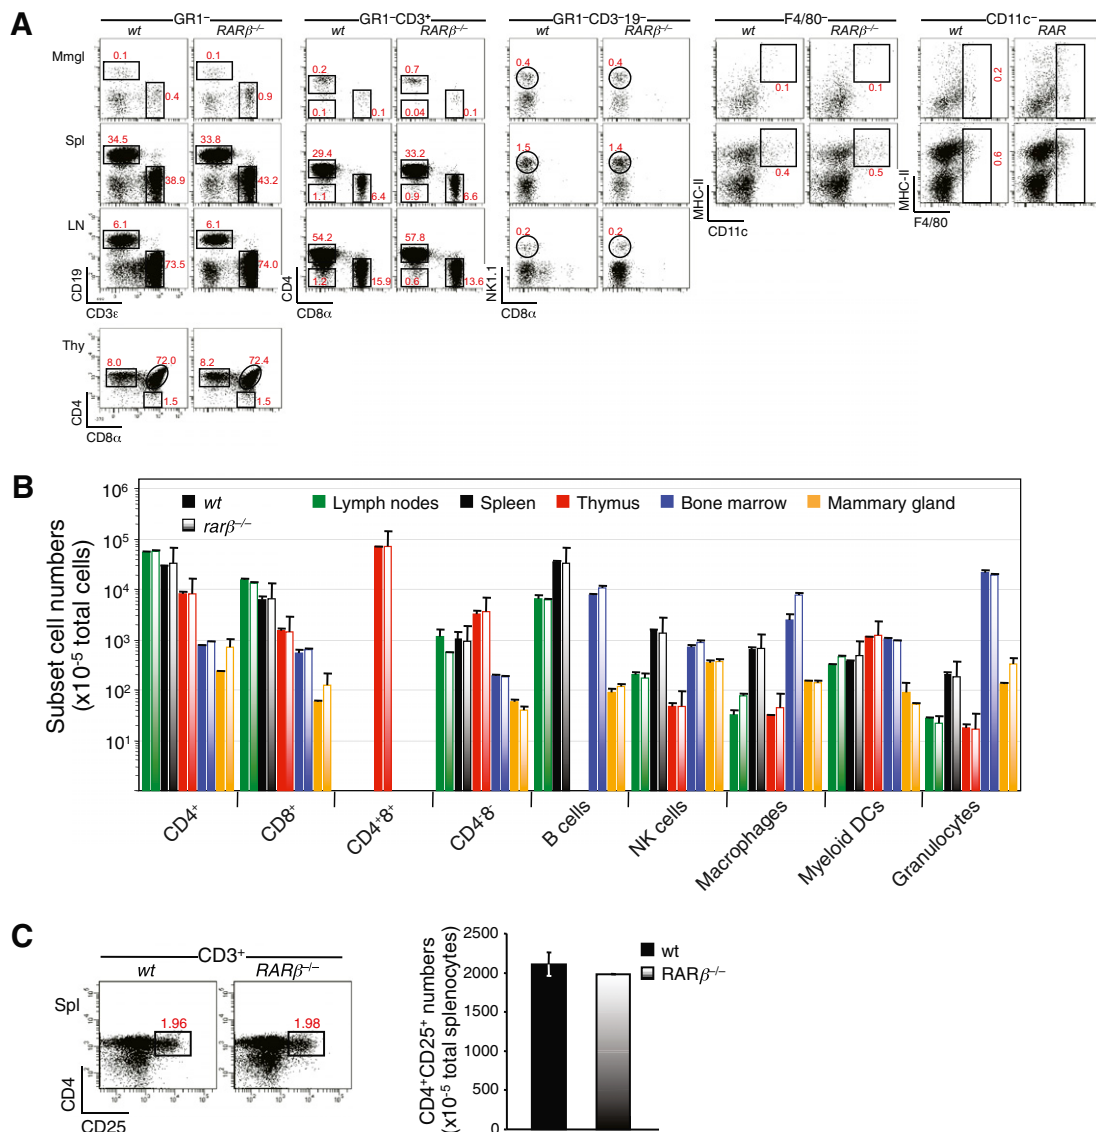 A
GR1⁻ GR1⁻CD3⁺ GR1⁻CD3⁻19⁻ F4/80⁻ CD11c⁻
wt RARβ⁻/⁻ wt RARβ⁻/⁻ wt RARβ⁻/⁻ wt RARβ⁻/⁻ wt RAR
Mmgl
0.1 0.4 0.1 0.9 0.2 0.1 0.1 0.7 0.04 0.1 0.4 0.4 0.1 0.1 0.2
Spl
34.5 38.9 33.8 43.2 29.4 1.1 6.4 33.2 0.9 6.6 1.5 1.4 0.4 0.5 0.6
MHC-II
CD11c
MHC-II
F4/80
LN
6.1 73.5 6.1 74.0 54.2 1.2 15.9 57.8 0.6 13.6 0.2 0.2
CD19
CD3ε
CD4
CD8α
NK1.1
CD8α
Thy
8.0 72.0 1.5 8.2 72.4 1.5
CD4
CD8α
B
Subset cell numbers
(x10⁻⁵ total cells)
10⁶
10⁵
10⁴
10³
10²
10¹
wt
rarβ⁻/⁻
Lymph nodes Spleen Thymus Bone marrow Mammary gland
CD4⁺ CD8⁺ CD4⁺8⁺ CD4⁻8⁻ B cells NK cells Macrophages Myeloid DCs Granulocytes
C
CD3⁺
wt RARβ⁻/⁻
Spl
1.96 1.98
CD4
CD25
CD4⁺CD25⁺ numbers
(x10⁻⁵ total splenocytes)
2500
2000
1500
1000
500
0
wt
RARβ⁻/⁻